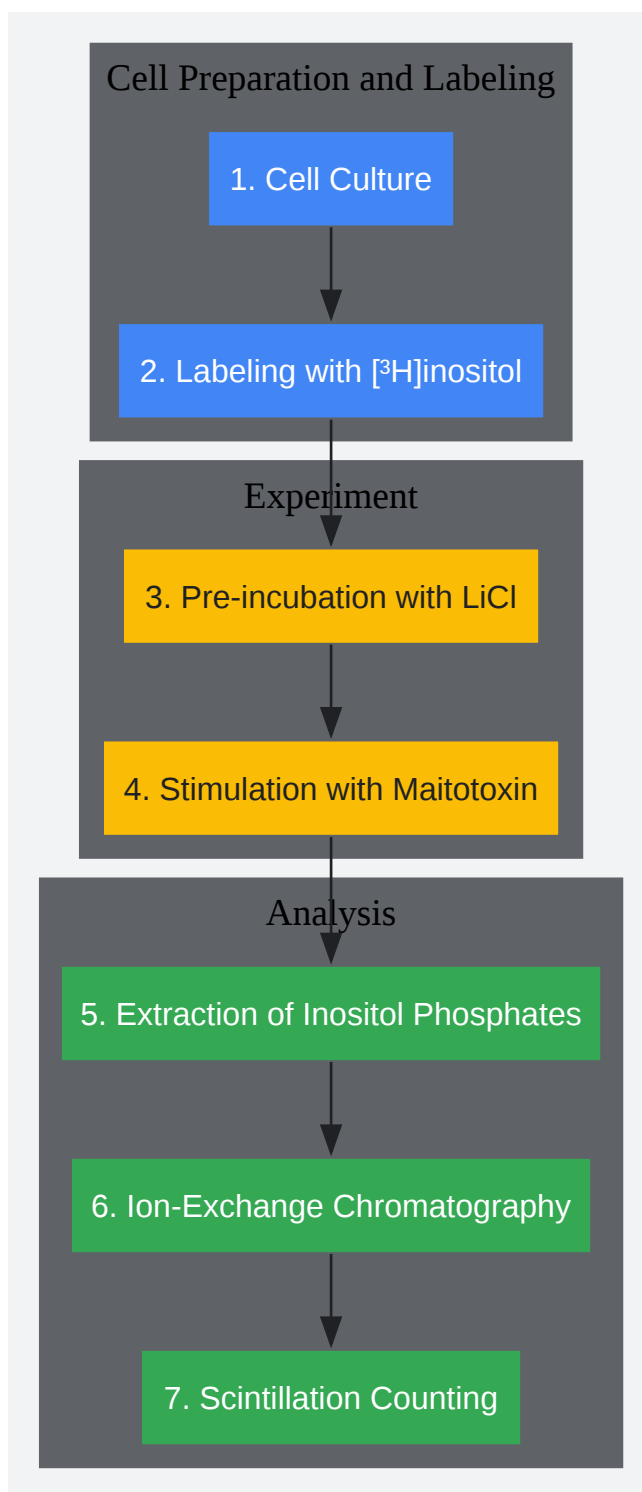 Cell Preparation and Labeling
1. Cell Culture
2. Labeling with [³H]inositol
Experiment
3. Pre-incubation with LiCl
4. Stimulation with Maitotoxin
Analysis
5. Extraction of Inositol Phosphates
6. Ion-Exchange Chromatography
7. Scintillation Counting